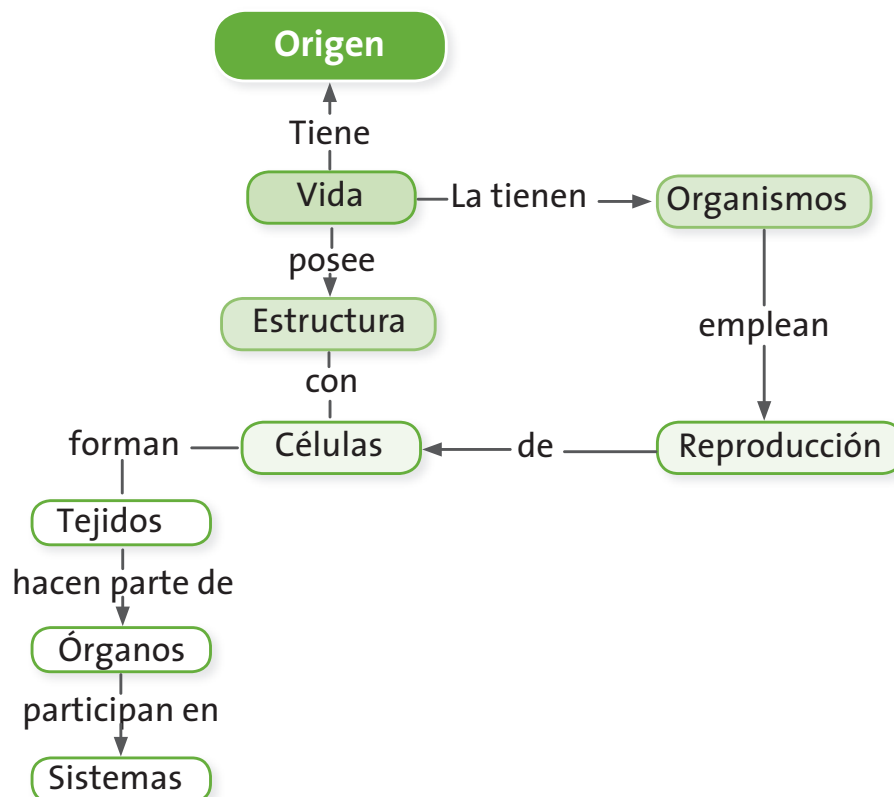 Origen
Tiene
Vida
La tienen
Organismos
posee
Estructura
emplean
con
forman
Células
de
Reproducción
Tejidos
hacen parte de
Órganos
participan en
Sistemas